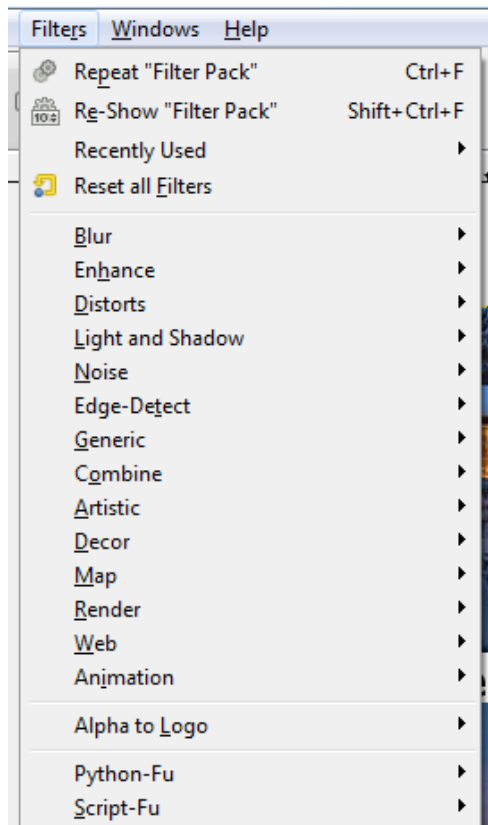 Filters Windows Help
Repeat "Filter Pack" Ctrl+F
Re-Show "Filter Pack" Shift+Ctrl+F
Recently Used
Reset all Filters
Blur
Enhance
Distorts
Light and Shadow
Noise
Edge-Detect
Generic
Combine
Artistic
Decor
Map
Render
Web
Animation
Alpha to Logo
Python-Fu
Script-Fu